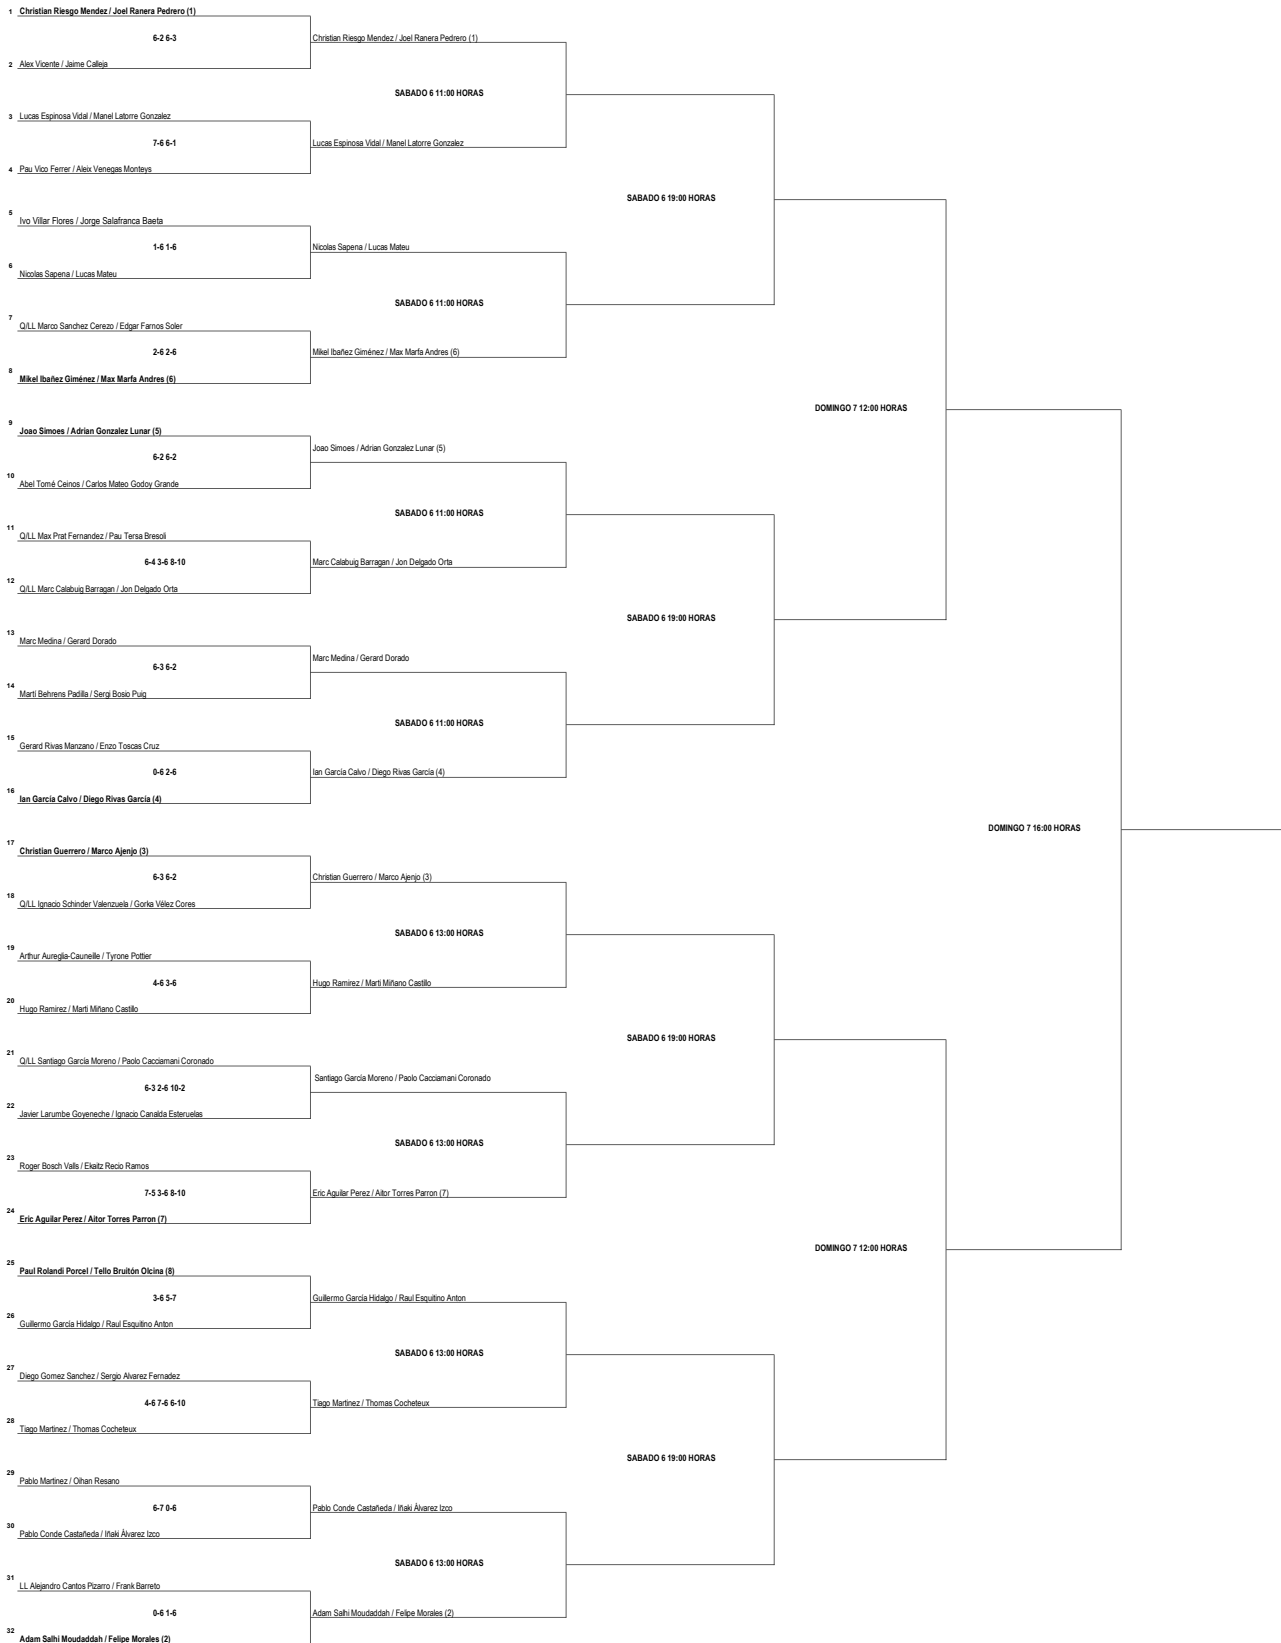 1 Christian Riesgo Mendez / Joel Ranera Pedrero (1)
6-2 6-3
Christian Riesgo Mendez / Joel Ranera Pedrero (1)
2 Alex Vicente / Jaime Calleja
SABADO 6 11:00 HORAS
3 Lucas Espinosa Vidal / Manel Latorre Gonzalez
7-6 6-1
Lucas Espinosa Vidal / Manel Latorre Gonzalez
4 Pau Vico Ferrer / Aleix Venegas Monteys
SABADO 6 19:00 HORAS
5 Ivo Villar Flores / Jorge Salafranca Baeta
1-6 1-6
Nicolas Sapena / Lucas Mateu
6 Nicolas Sapena / Lucas Mateu
SABADO 6 11:00 HORAS
7 Q/LL Marco Sanchez Cerezo / Edgar Farnos Soler
2-6 2-6
Mikel Ibañez Giménez / Max Marfa Andres (6)
8 Mikel Ibañez Giménez / Max Marfa Andres (6)
DOMINGO 7 12:00 HORAS
9 Joao Simoes / Adrian Gonzalez Lunar (5)
Joao Simoes / Adrian Gonzalez Lunar (5)
6-2 6-2
10 Abel Tomé Ceinos / Carlos Mateo Godoy Grande
SABADO 6 11:00 HORAS
11 Q/LL Max Prat Fernandez / Pau Tersa Bresoli
6-4 3-6 8-10
Marc Calabuig Barragan / Jon Delgado Orta
12 Q/LL Marc Calabuig Barragan / Jon Delgado Orta
SABADO 6 19:00 HORAS
13 Marc Medina / Gerard Dorado
Marc Medina / Gerard Dorado
6-3 6-2
14 Martí Behrens Padilla / Sergi Bosio Puig
SABADO 6 11:00 HORAS
15 Gerard Rivas Manzano / Enzo Toscas Cruz
0-6 2-6
Ian García Calvo / Diego Rivas García (4)
16 Ian García Calvo / Diego Rivas García (4)
DOMINGO 7 16:00 HORAS
17 Christian Guerrero / Marco Ajenjo (3)
6-3 6-2
Christian Guerrero / Marco Ajenjo (3)
18 Q/LL Ignacio Schinder Valenzuela / Gorka Vélez Cores
SABADO 6 13:00 HORAS
19 Arthur Aureglia-Cauneille / Tyrone Pottier
4-6 3-6
Hugo Ramirez / Marti Miñano Castillo
20 Hugo Ramirez / Marti Miñano Castillo
SABADO 6 19:00 HORAS
21 Q/LL Santiago García Moreno / Paolo Cacciamani Coronado
Santiago García Moreno / Paolo Cacciamani Coronado
6-3 2-6 10-2
22 Javier Larumbe Goyeneche / Ignacio Canalda Esteruelas
SABADO 6 13:00 HORAS
23 Roger Bosch Valls / Ekaitz Recio Ramos
7-5 3-6 8-10
Eric Aguilar Perez / Aitor Torres Parron (7)
24 Eric Aguilar Perez / Aitor Torres Parron (7)
DOMINGO 7 12:00 HORAS
25 Paul Rolandi Porcel / Tello Bruitón Olcina (8)
3-6 5-7
Guillermo García Hidalgo / Raul Esquitino Anton
26 Guillermo García Hidalgo / Raul Esquitino Anton
SABADO 6 13:00 HORAS
27 Diego Gomez Sanchez / Sergio Alvarez Fernadez
4-6 7-6 6-10
Tiago Martinez / Thomas Cocheteux
28 Tiago Martinez / Thomas Cocheteux
SABADO 6 19:00 HORAS
29 Pablo Martinez / Oihan Resano
6-7 0-6
Pablo Conde Castañeda / Iñaki Álvarez Izco
30 Pablo Conde Castañeda / Iñaki Álvarez Izco
SABADO 6 13:00 HORAS
31 LL Alejandro Cantos Pizarro / Frank Barreto
0-6 1-6
Adam Salhi Moudaddah / Felipe Morales (2)
32 Adam Salhi Moudaddah / Felipe Morales (2)